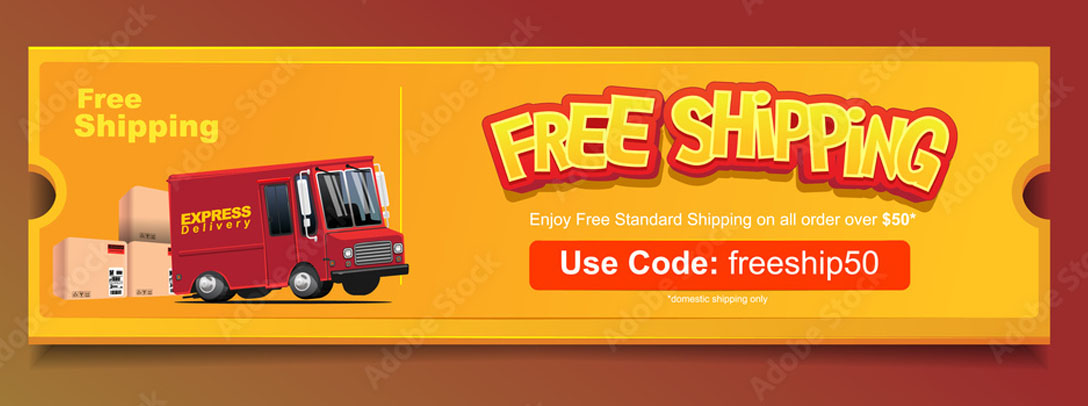 Free
Shipping
EXPRESS
Delivery
FREE SHiPPiNG
Enjoy Free Standard Shipping on all order over $50*
Use Code: freeship50
*domestic shipping only
Adobe Stock